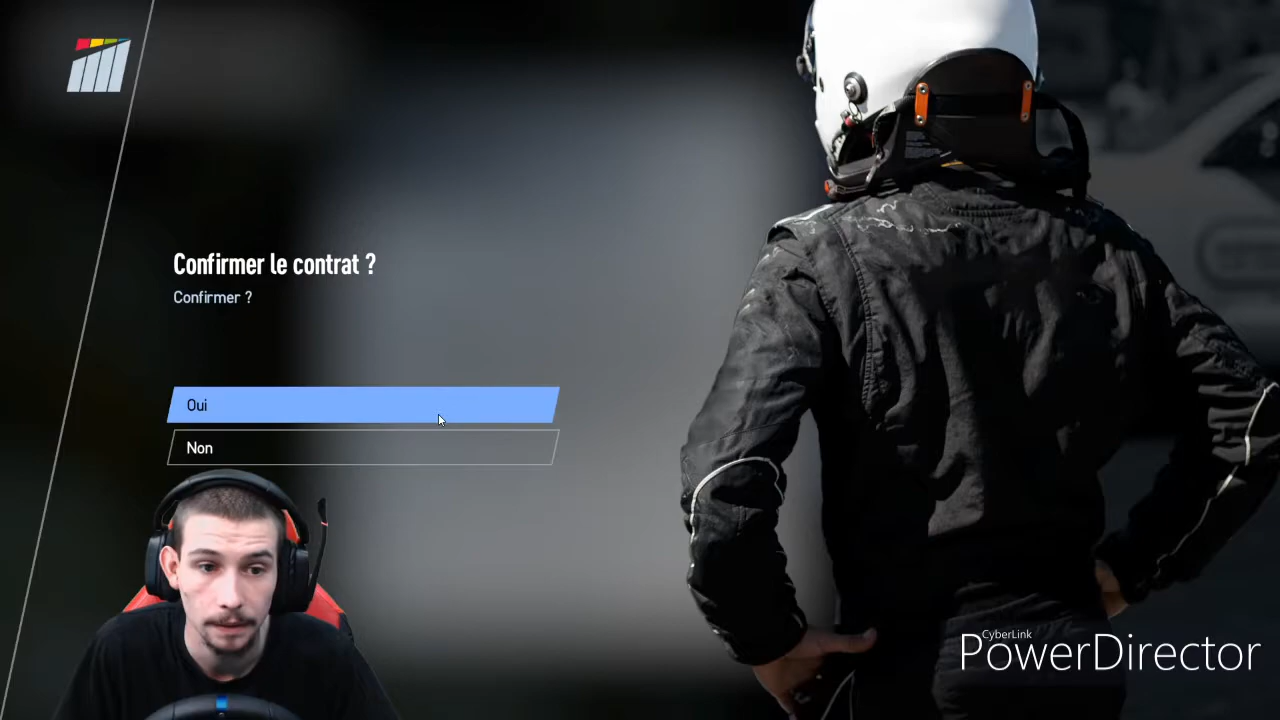 Confirmer le contrat ?
Confirmer ?
Oui
Non
CyberLink
PowerDirector